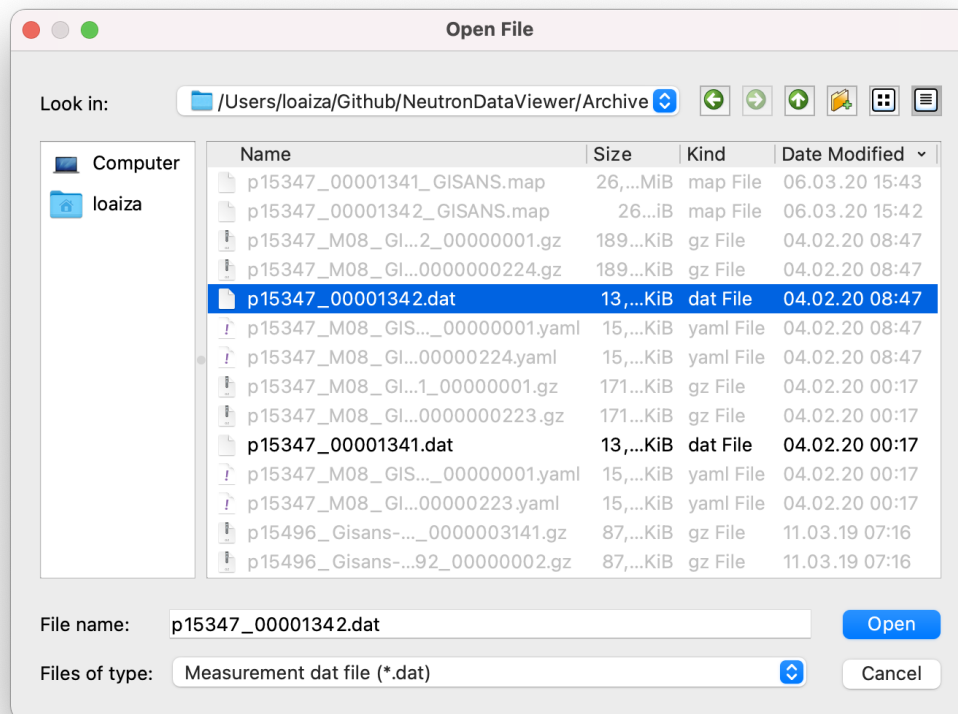 Open File
Look in: /Users/loaiza/Github/NeutronDataViewer/Archive
Computer
loaiza
Name Size Kind Date Modified
p15347_00001341_GISANS.map 26,...MiB map File 06.03.20 15:43
p15347_00001342_GISANS.map 26...iB map File 06.03.20 15:42
p15347_M08_GI...2_00000001.gz 189...KiB gz File 04.02.20 08:47
p15347_M08_GI...0000000224.gz 189...KiB gz File 04.02.20 08:47
p15347_00001342.dat 13,...KiB dat File 04.02.20 08:47
p15347_M08_GIS..._00000001.yaml 15,...KiB yaml File 04.02.20 08:47
p15347_M08_GI...00000224.yaml 15,...KiB yaml File 04.02.20 08:47
p15347_M08_GI...1_00000001.gz 171...KiB gz File 04.02.20 00:17
p15347_M08_GI...0000000223.gz 171...KiB gz File 04.02.20 00:17
p15347_00001341.dat 13,...KiB dat File 04.02.20 00:17
p15347_M08_GIS..._00000001.yaml 15,...KiB yaml File 04.02.20 00:17
p15347_M08_GI...00000223.yaml 15,...KiB yaml File 04.02.20 00:17
p15496_Gisans-..._0000003141.gz 87,...KiB gz File 11.03.19 07:16
p15496_Gisans-...92_00000002.gz 87,...KiB gz File 11.03.19 07:16
File name: p15347_00001342.dat Open
Files of type: Measurement dat file (*.dat) Cancel